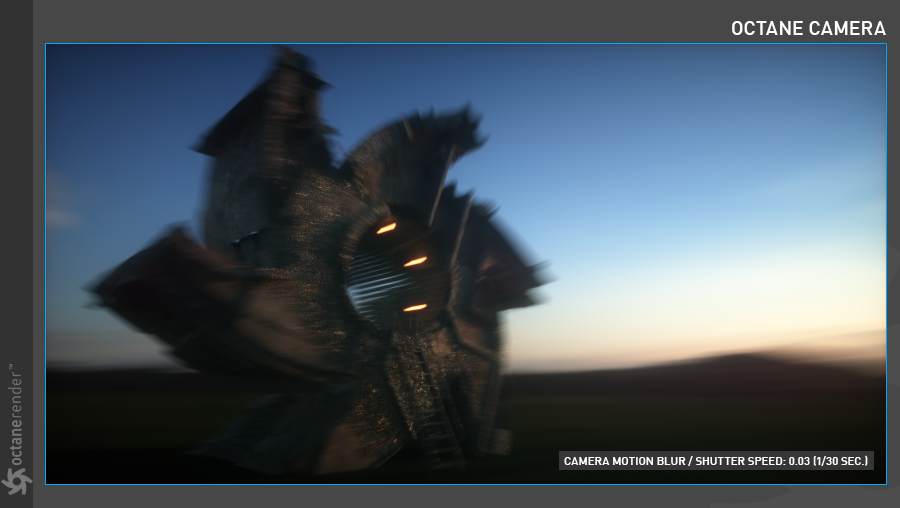 OCTANE CAMERA
CAMERA MOTION BLUR / SHUTTER SPEED: 0.03 (1/30 SEC.)
octanerender™